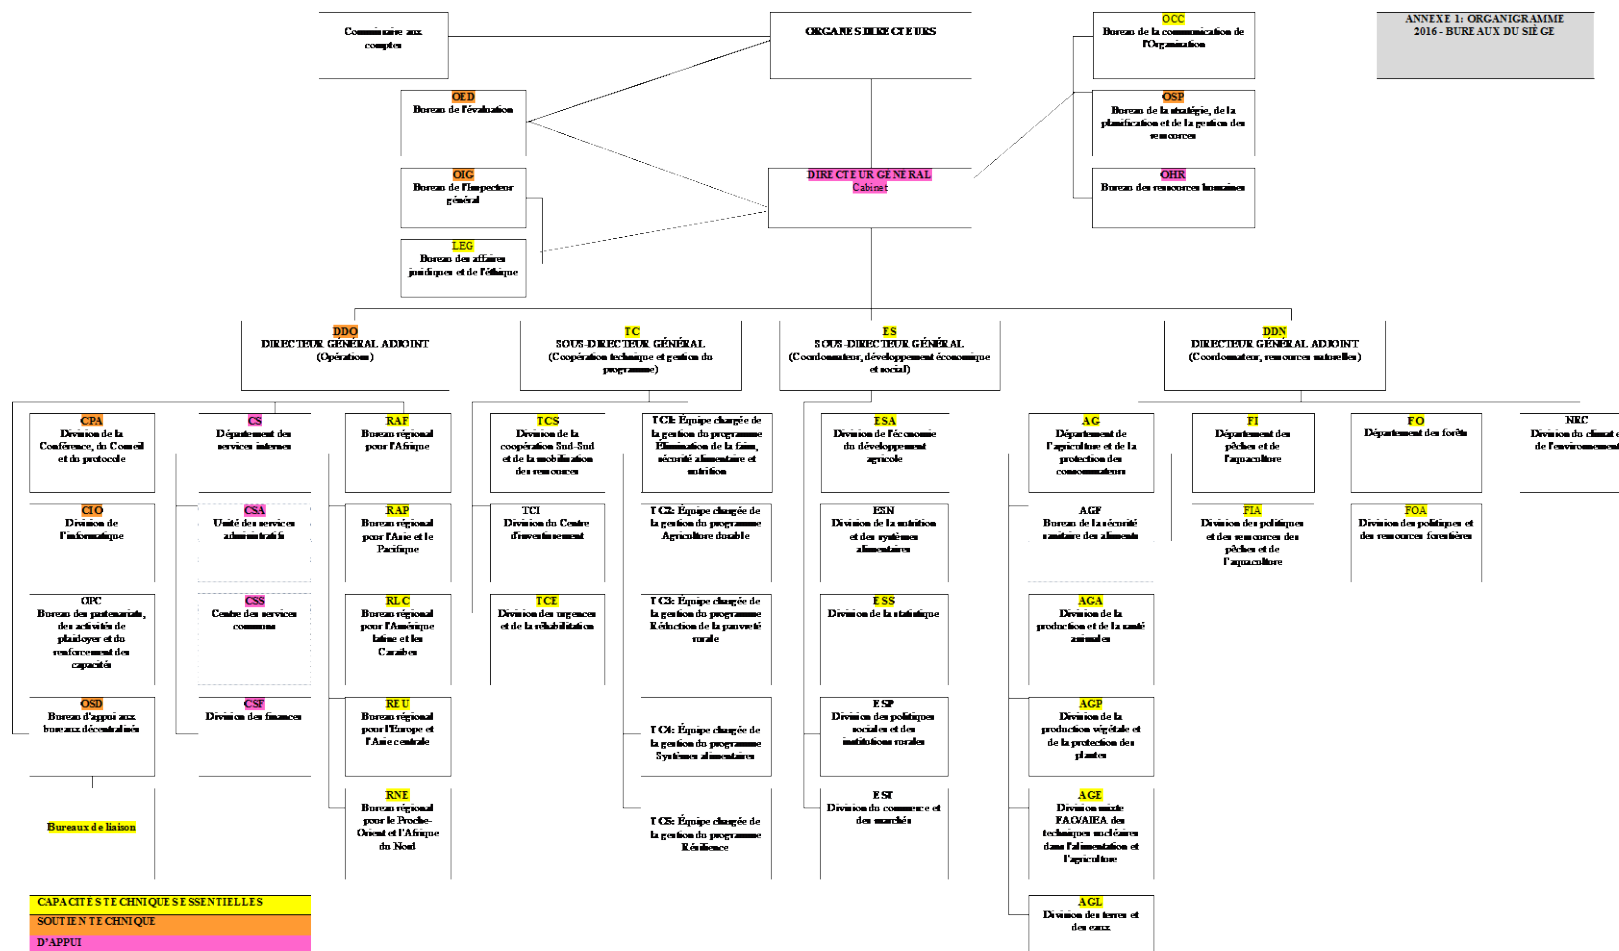 Commissaire aux
comptes
ORGANES DIRECTEURS
OCC
Bureau de la communication de
l'Organisation
ANNEXE 1: ORGANIGRAMME
2016 - BUREAUX DU SIÈGE
OED
Bureau de l'évaluation
OSP
Bureau de la stratégie, de la
planification et de la gestion des
ressources
OIG
Bureau de l'Inspecteur
général
DIRECTEUR GÉNÉRAL
Cabinet
OHR
Bureau des ressources humaines
LEG
Bureau des affaires
juridiques et de l'éthique
DDO
DIRECTEUR GÉNÉRAL ADJOINT
(Opérations)
TC
SOUS-DIRECTEUR GÉNÉRAL
(Coopération technique et gestion du
programme)
ES
SOUS-DIRECTEUR GÉNÉRAL
(Coordonnateur, développement économique
et social)
DDN
DIRECTEUR GÉNÉRAL ADJOINT
(Coordonnateur, ressources naturelles)
CPA
Division de la
Conférence, du Conseil
et du protocole
CS
Département des
services internes
RAF
Bureau régional
pour l'Afrique
TCS
Division de la
coopération Sud-Sud
et de la mobilisation
des ressources
TC1: Équipe chargée de
la gestion du programme
Élimination de la faim,
sécurité alimentaire et
nutrition
ESA
Division de l'économie
du développement
agricole
AG
Département de
l'agriculture et de la
protection des
consommateurs
FI
Département des
pêches et de
l'aquaculture
FO
Département des forêts
NRC
Division du climat e
de l'environnement
CIO
Division de
l'informatique
CSA
Unité des services
administratifs
RAP
Bureau régional
pour l'Asie et le
Pacifique
TCI
Division du Centre
d'investissement
TC2: Équipe chargée de
la gestion du programme
Agriculture durable
ESN
Division de la nutrition
et des systèmes
alimentaires
AGF
Bureau de la sécurité
sanitaire des aliments
FIA
Division des politiques
et des ressources des
pêches et de
l'aquaculture
FOA
Division des politiques et
des ressources forestières
OPC
Bureau des partenariats,
des activités de
plaidoyer et du
renforcement des
capacités
CSS
Centre des services
communs
RLC
Bureau régional
pour l'Amérique
latine et les
Caraïbes
TCE
Division des urgences
et de la réhabilitation
TC3: Équipe chargée de
la gestion du programme
Réduction de la pauvreté
rurale
ESS
Division de la statistique
AGA
Division de la
production et de la santé
animales
OSD
Bureau d'appui aux
bureaux décentralisés
CSF
Division des finances
REU
Bureau régional
pour l'Europe et
l'Asie centrale
TC4: Équipe chargée de
la gestion du programme
Systèmes alimentaires
ESP
Division des politiques
sociales et des
institutions rurales
AGP
Division de la
production végétale et
de la protection des
plantes
Bureaux de liaison
RNE
Bureau régional
pour le Proche-
Orient et l'Afrique
du Nord
TC5: Équipe chargée de
la gestion du programme
Résilience
EST
Division du commerce et
des marchés
AGE
Division mixte
FAO/AIEA des
techniques nucléaires
dans l'alimentation et
l'agriculture
AGL
Division des terres et
des eaux
CAPACITÉS TECHNIQUES ESSENTIELLES
SOUTIEN TECHNIQUE
D'APPUI